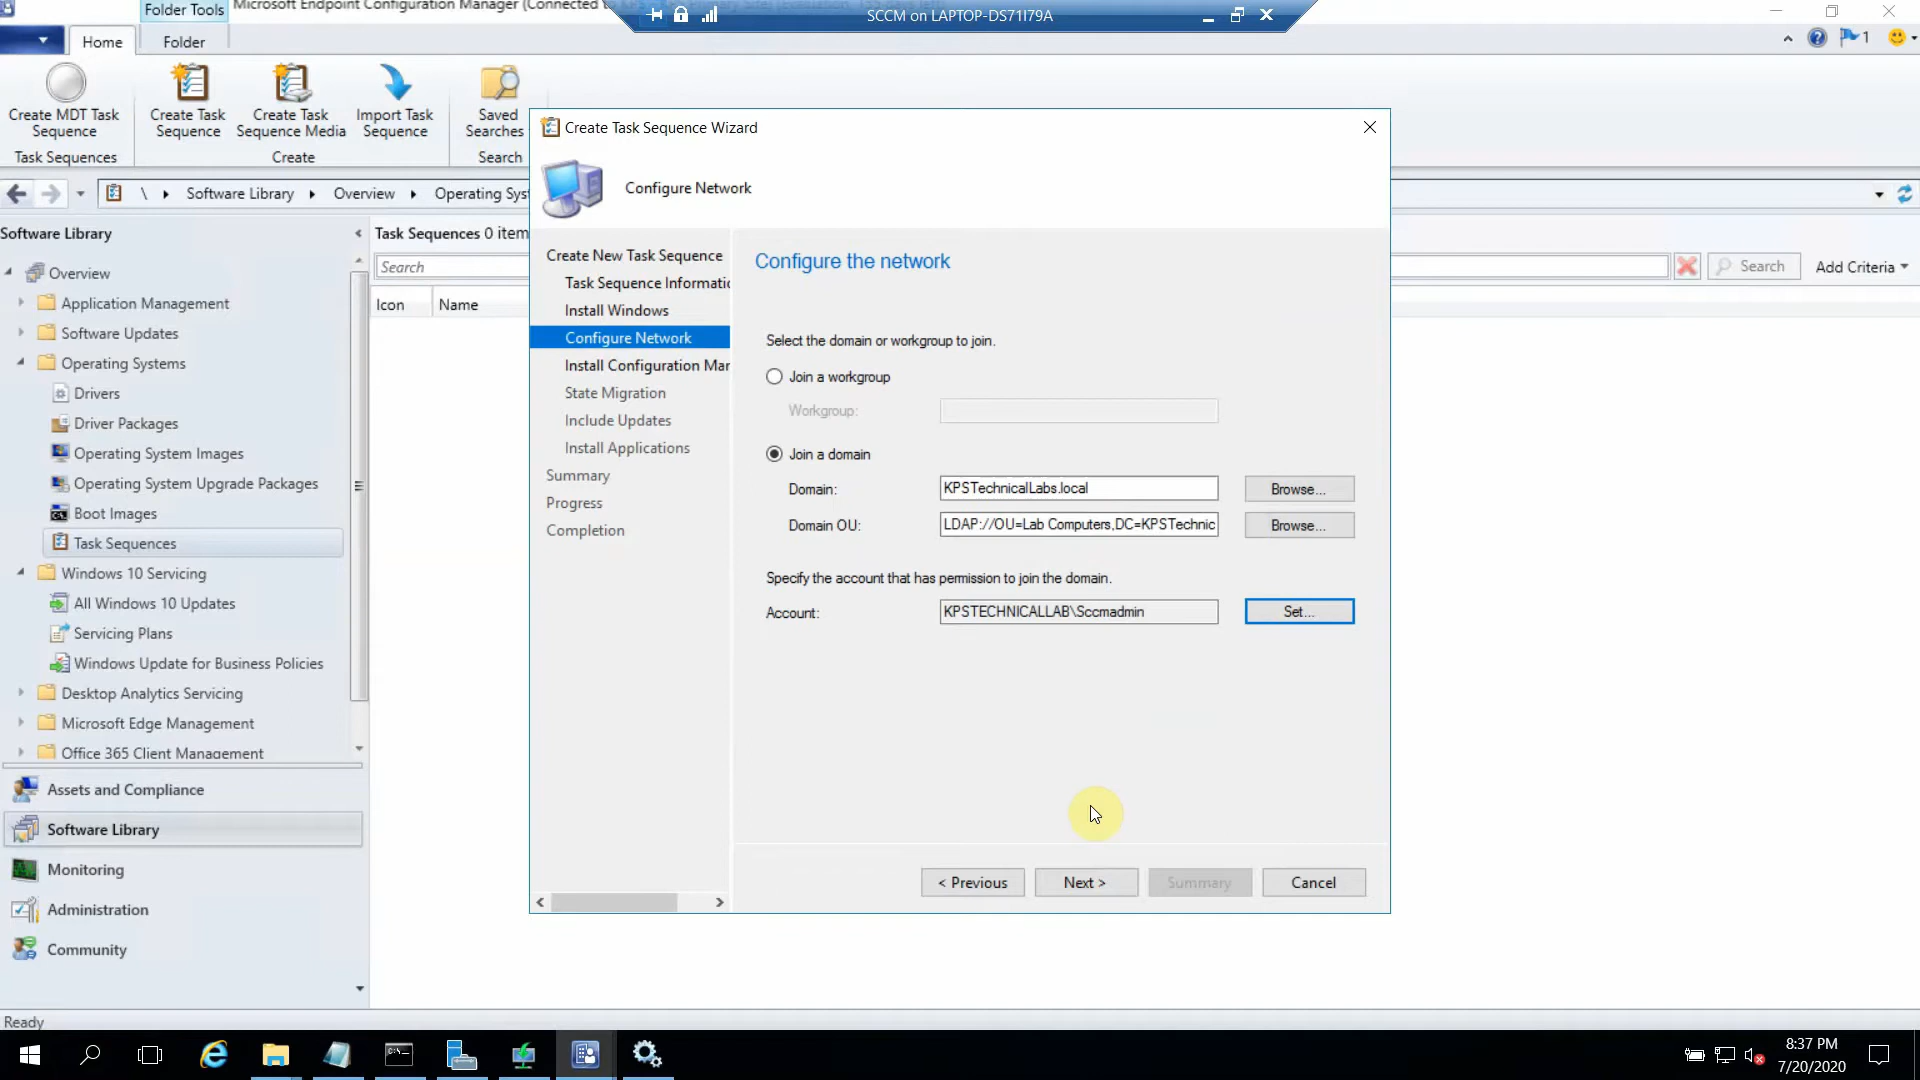 Folder Tools
Microsoft Endpoint Configuration Manager (Connected to
SCCM on LAPTOP-DS71I79A
Home
Folder
1
Create MDT Task
Sequence
Create Task
Sequence
Create Task
Sequence Media
Import Task
Sequence
Saved
Searches
Task Sequences
Create
Search
\
Software Library
Overview
Operating Sys
Software Library
Task Sequences 0 item
Search
Search
Add Criteria
Icon
Name
Overview
Application Management
Software Updates
Operating Systems
Drivers
Driver Packages
Operating System Images
Operating System Upgrade Packages
Boot Images
Task Sequences
Windows 10 Servicing
All Windows 10 Updates
Servicing Plans
Windows Update for Business Policies
Desktop Analytics Servicing
Microsoft Edge Management
Office 365 Client Management
Assets and Compliance
Software Library
Monitoring
Administration
Community
Ready
Create Task Sequence Wizard
Configure Network
Create New Task Sequence
Task Sequence Informatic
Install Windows
Configure Network
Install Configuration Mar
State Migration
Include Updates
Install Applications
Summary
Progress
Completion
Configure the network
Select the domain or workgroup to join.
Join a workgroup
Workgroup:
Join a domain
Domain:
KPSTechnicalLabs.local
Browse...
Domain OU:
LDAP://OU=Lab Computers,DC=KPSTechnic
Browse...
Specify the account that has permission to join the domain.
Account:
KPSTECHNICALLAB\Sccmadmin
Set...
< Previous
Next >
Summary
Cancel
8:37 PM
7/20/2020